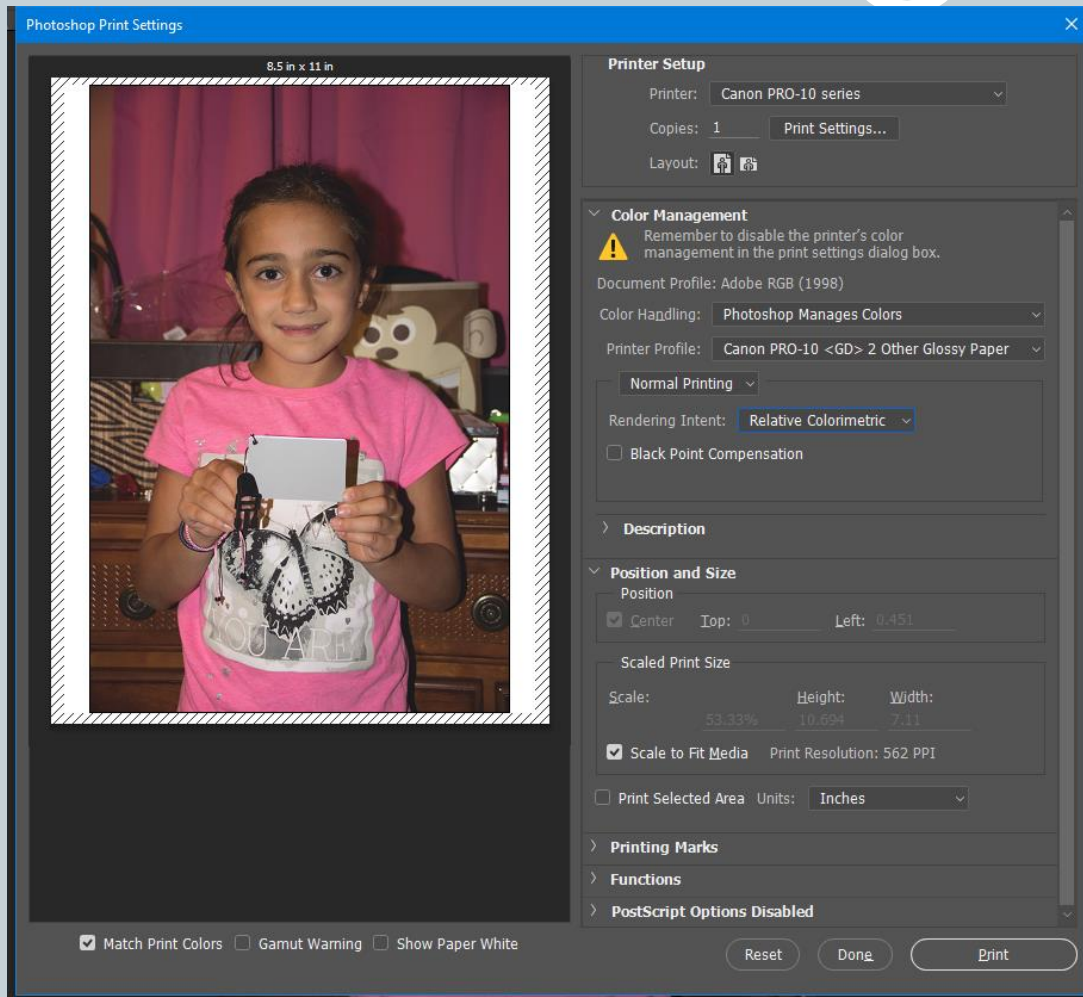 Photoshop Print Settings
8.5 in x 11 in
YOU ARE
Printer Setup
Printer: Canon PRO-10 series
Copies: 1 Print Settings...
Layout:
Color Management
Remember to disable the printer's color
management in the print settings dialog box.
Document Profile: Adobe RGB (1998)
Color Handling: Photoshop Manages Colors
Printer Profile: Canon PRO-10 <GD> 2 Other Glossy Paper
Normal Printing
Rendering Intent: Relative Colorimetric
Black Point Compensation
Description
Position and Size
Position
Center Top: 0 Left: 0.451
Scaled Print Size
Scale: Height: Width:
53.33% 10.694 7.11
Scale to Fit Media Print Resolution: 562 PPI
Print Selected Area Units: Inches
Printing Marks
Functions
PostScript Options Disabled
Match Print Colors Gamut Warning Show Paper White
Reset Done Print